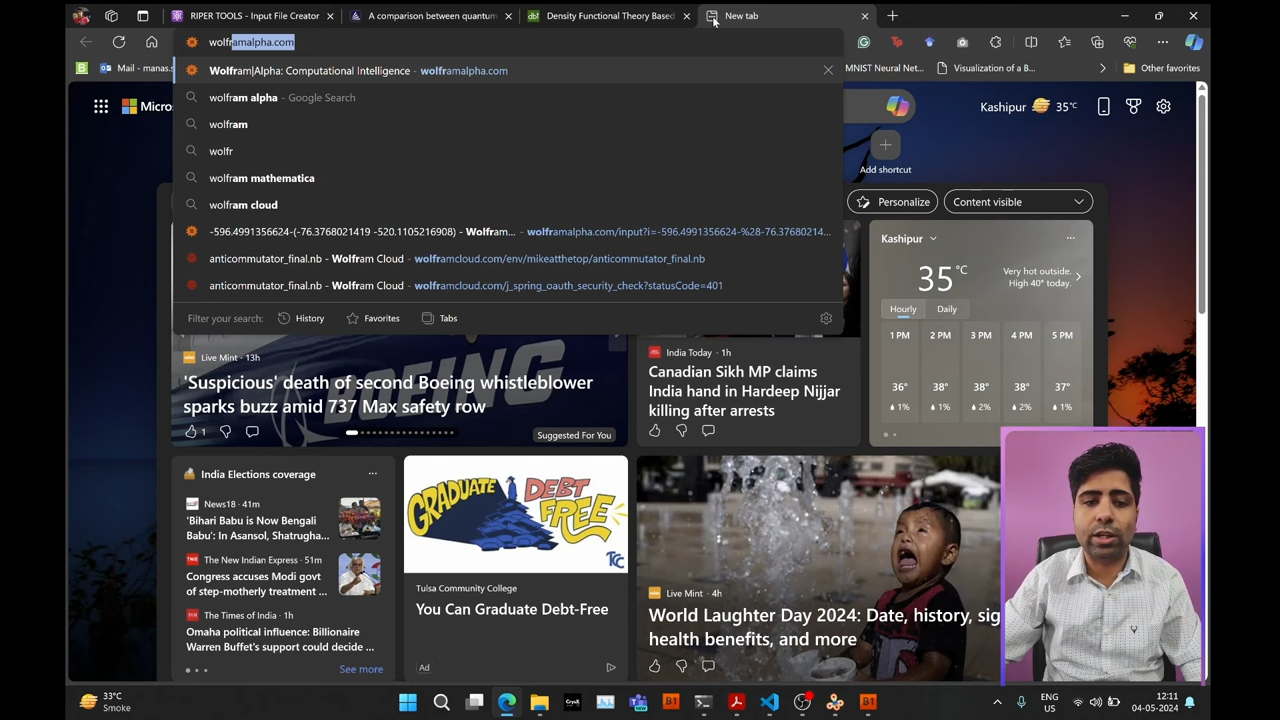 RIPER TOOLS - Input File Creator
A comparison between quantum
Density Functional Theory Based
New tab
wolframalpha.com
Wolfram|Alpha: Computational Intelligence - wolframalpha.com
wolfram alpha - Google Search
wolfram
wolfr
wolfram mathematica
wolfram cloud
-596.4991356624-(-76.3768021419 -520.1105216908) - Wolfram... - wolframalpha.com/input?i=-596.4991356624-%28-76.37680214...
anticommutator_final.nb - Wolfram Cloud - wolframcloud.com/env/mikeatthetop/anticommutator_final.nb
anticommutator_final.nb - Wolfram Cloud - wolframcloud.com/j_spring_oauth_security_check?statusCode=401
Filter your search:
History
Favorites
Tabs
Mail - manas.s
MNIST Neural Net...
Visualization of a m...
Other favorites
Micros
Kashipur
35°C
Add shortcut
Personalize
Content visible
Kashipur
35°C
Very hot outside.
High 40° today.
Hourly
Daily
1 PM 2 PM 3 PM 4 PM 5 PM
36° 38° 38° 38° 37°
1% 1% 2% 2% 1%
BOEING
Live Mint · 13h
'Suspicious' death of second Boeing whistleblower
sparks buzz amid 737 Max safety row
1
Suggested For You
India Today · 1h
Canadian Sikh MP claims
India hand in Hardeep Nijjar
killing after arrests
India Elections coverage
News18 · 41m
'Bihari Babu is Now Bengali
Babu': In Asansol, Shatrugha...
The New Indian Express · 51m
Congress accuses Modi govt
of step-motherly treatment ...
The Times of India · 1h
Omaha political influence: Billionaire
Warren Buffet's support could decide ...
See more
GRADUATE DEBT
FREE
TCC
Tulsa Community College
You Can Graduate Debt-Free
Ad
Live Mint · 4h
World Laughter Day 2024: Date, history, sig
health benefits, and more
33°C
Smoke
ENG
US
12:11
04-05-2024